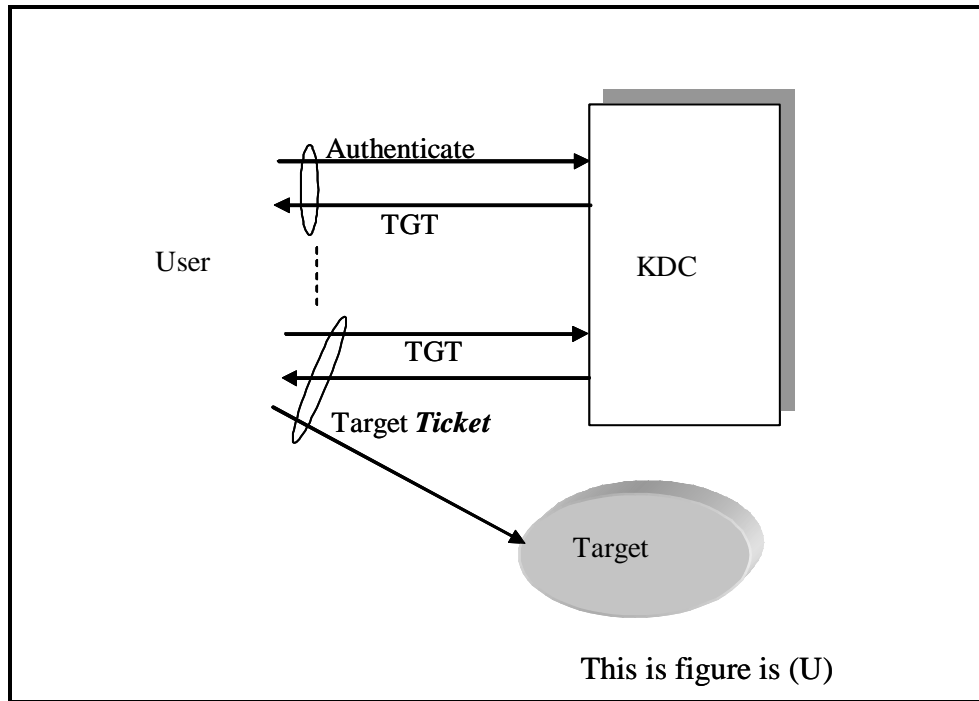 Authenticate
TGT
User
KDC
TGT
Target Ticket
Target
This is figure is (U)